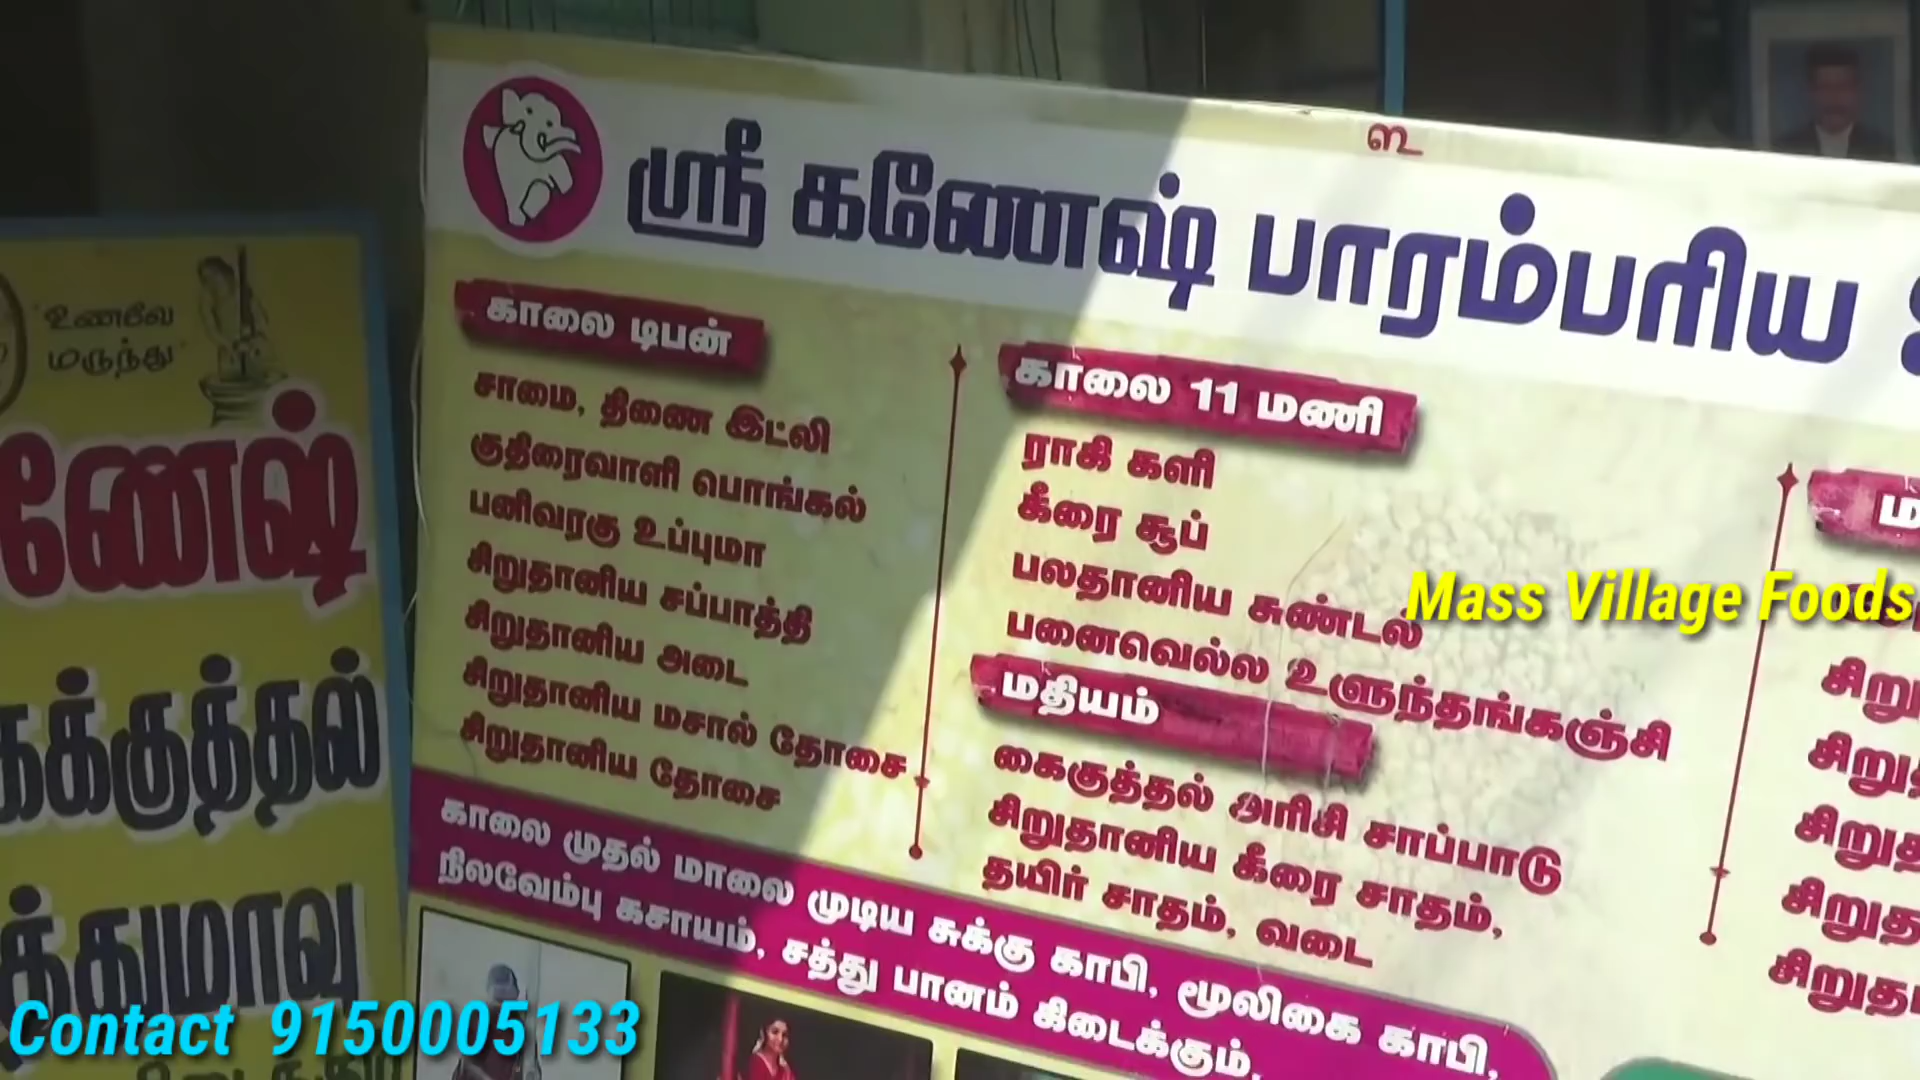 ௳
ஸ்ரீ கணேஷ் பாரம்பரிய
காலை டிபன்
சாமை, திணை இட்லி
குதிரைவாளி பொங்கல்
பனிவரகு உப்புமா
சிறுதானிய சப்பாத்தி
சிறுதானிய அடை
சிறுதானிய மசால் தோசை
சிறுதானிய தோசை
காலை 11 மணி
ராகி களி
கீரை சூப்
பலதானிய சுண்டல்
பனைவெல்ல உளுந்தங்கஞ்சி
மதியம்
கைகுத்தல் அரிசி சாப்பாடு
சிறுதானிய கீரை சாதம்,
தயிர் சாதம், வடை
காலை முதல் மாலை முடிய சுக்கு காபி, மூலிகை காபி,
நிலவேம்பு கசாயம், சத்து பானம் கிடைக்கும்.
"உணவே
மருந்து"
Mass Village Foods
Contact 9150005133